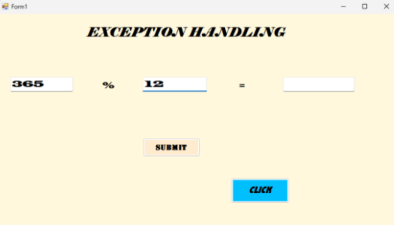 Form1
EXCEPTION HANDLING
365 % 12 =
SUBMIT
CLICK